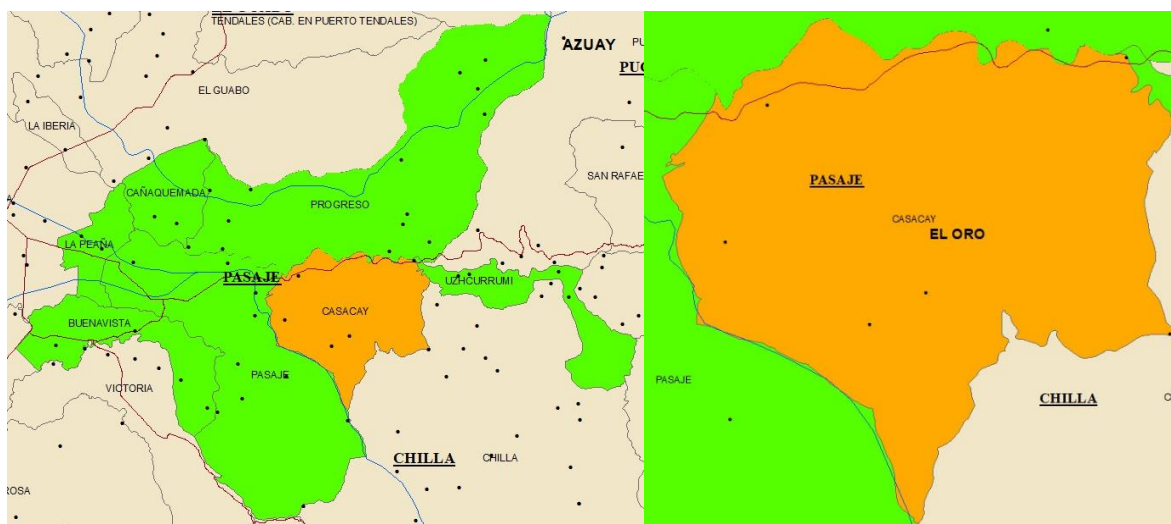 TENDALES (CAB. EN PUERTO TENDALES)
AZUAY
EL GUABO
LA IBERIA
SAN RAFAE
CAÑAQUEMADA
PROGRESO
LA PEAÑA
PASAJE
UZHCURRUMI
CASACAY
BUENAVISTA
PASAJE
VICTORIA
CHILLA
CHILLA
ROSA
PASAJE
CASACAY
EL ORO
PASAJE
CHILLA